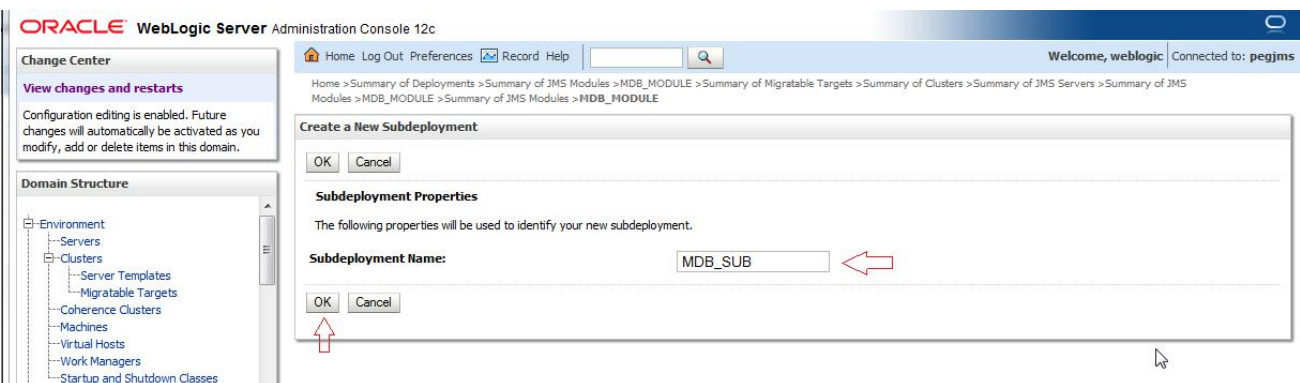 ORACLE WebLogic Server Administration Console 12c
Change Center
View changes and restarts
Configuration editing is enabled. Future
changes will automatically be activated as you
modify, add or delete items in this domain.
Domain Structure
Environment
Servers
Clusters
Server Templates
Migratable Targets
Coherence Clusters
Machines
Virtual Hosts
Work Managers
Startup and Shutdown Classes
Home Log Out Preferences Record Help
Welcome, weblogic Connected to: pegjms
Home >Summary of Deployments >Summary of JMS Modules >MDB_MODULE >Summary of Migratable Targets >Summary of Clusters >Summary of JMS Servers >Summary of JMS
Modules >MDB_MODULE >Summary of JMS Modules >MDB_MODULE
Create a New Subdeployment
OK Cancel
Subdeployment Properties
The following properties will be used to identify your new subdeployment.
Subdeployment Name: MDB_SUB
OK Cancel